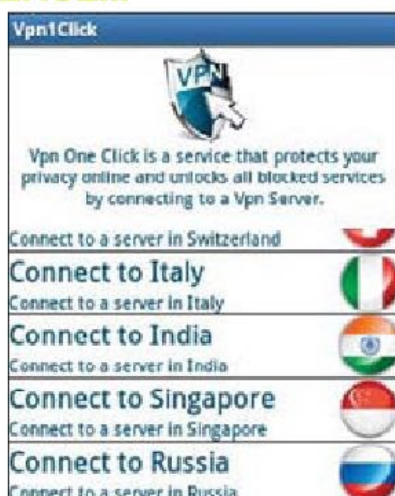 Vpn1Click
VPN
Vpn One Click is a service that protects your
privacy online and unlocks all blocked services
by connecting to a Vpn Server.
Connect to a server in Switzerland
Connect to Italy
Connect to a server in Italy
Connect to India
Connect to a server in India
Connect to Singapore
Connect to a server in Singapore
Connect to Russia
Connect to a server in Russia